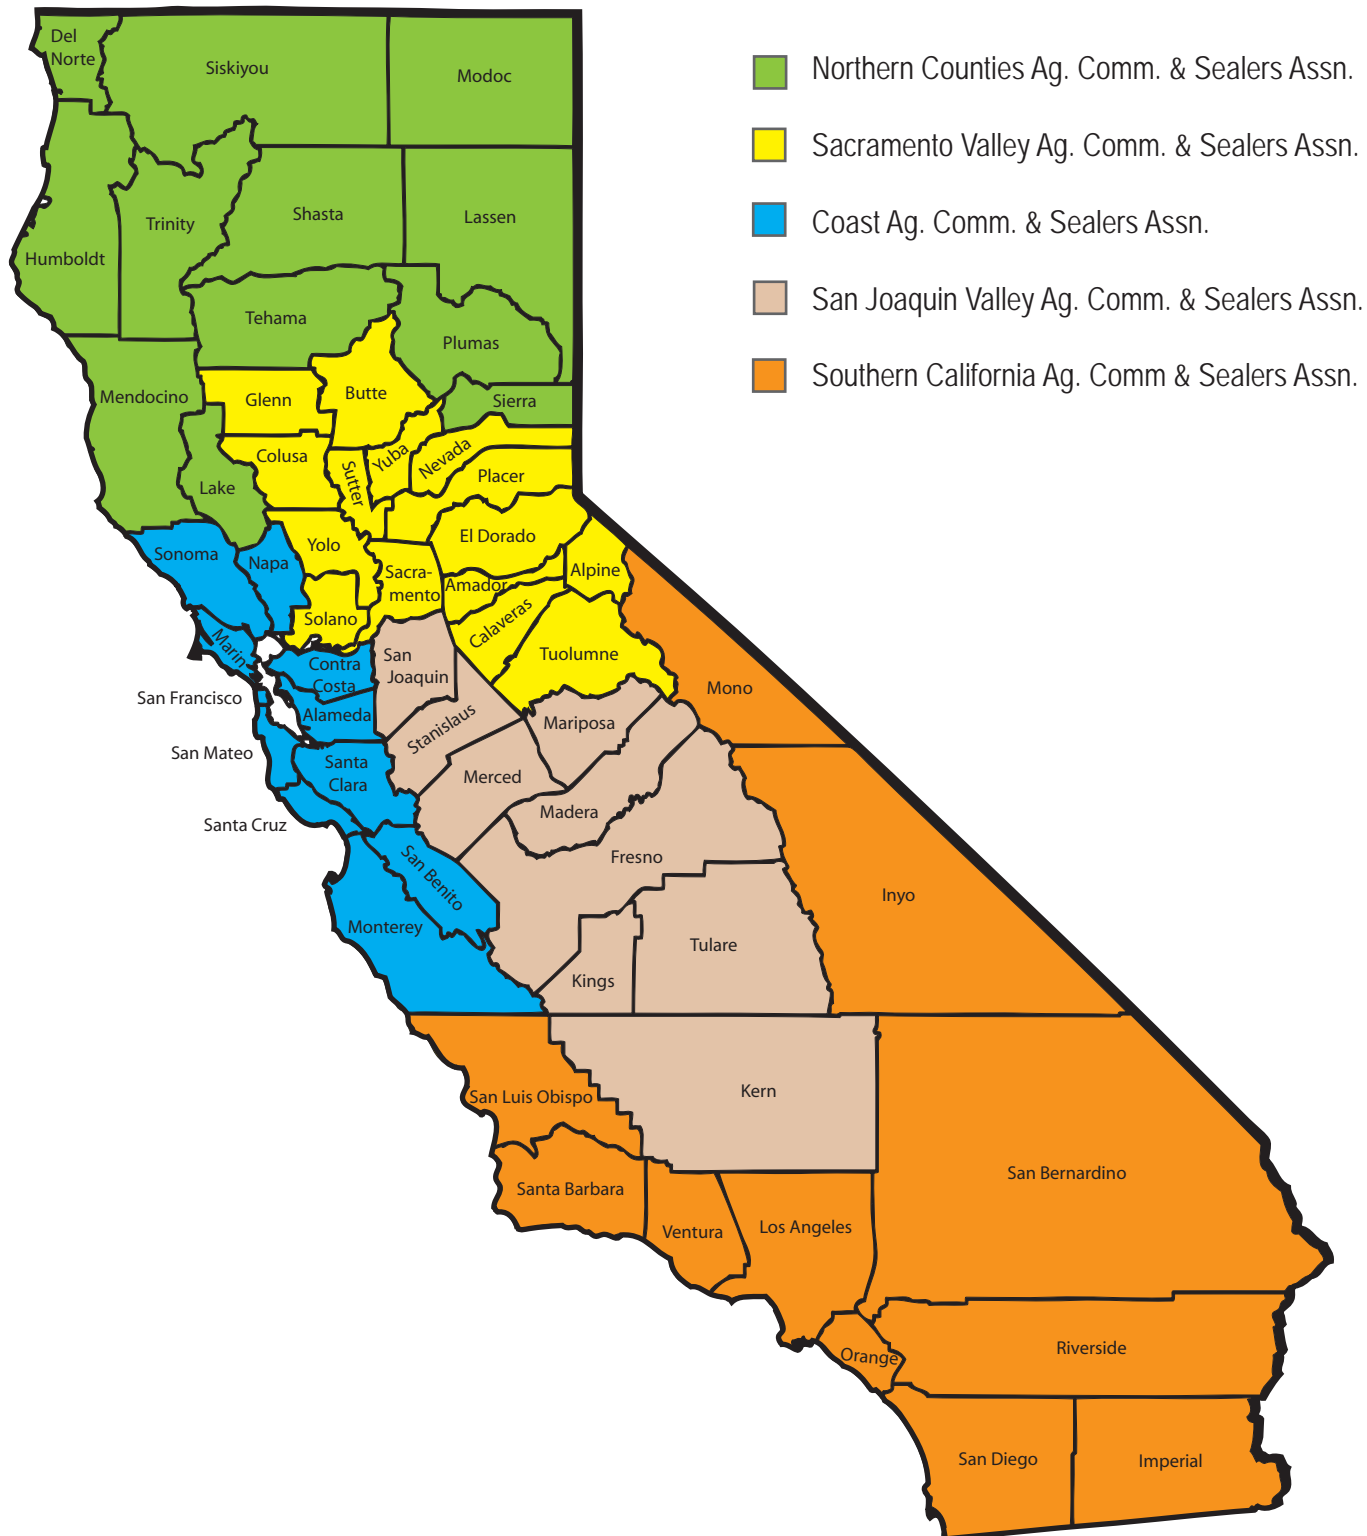 Northern Counties Ag. Comm. & Sealers Assn.
Sacramento Valley Ag. Comm. & Sealers Assn.
Coast Ag. Comm. & Sealers Assn.
San Joaquin Valley Ag. Comm. & Sealers Assn.
Southern California Ag. Comm & Sealers Assn.
Del
Norte
Siskiyou
Modoc
Humboldt
Trinity
Shasta
Lassen
Tehama
Plumas
Mendocino
Glenn
Butte
Sierra
Lake
Colusa
Sutter
Yuba
Nevada
Placer
El Dorado
Sonoma
Napa
Yolo
Sacra-
mento
Amador
Alpine
Solano
Calaveras
Tuolumne
Marin
Contra
Costa
San
Joaquin
Mono
San Francisco
Alameda
Stanislaus
Mariposa
San Mateo
Santa
Clara
Merced
Madera
Santa Cruz
San Benito
Fresno
Inyo
Monterey
Kings
Tulare
San Luis Obispo
Kern
San Bernardino
Santa Barbara
Ventura
Los Angeles
Orange
Riverside
San Diego
Imperial